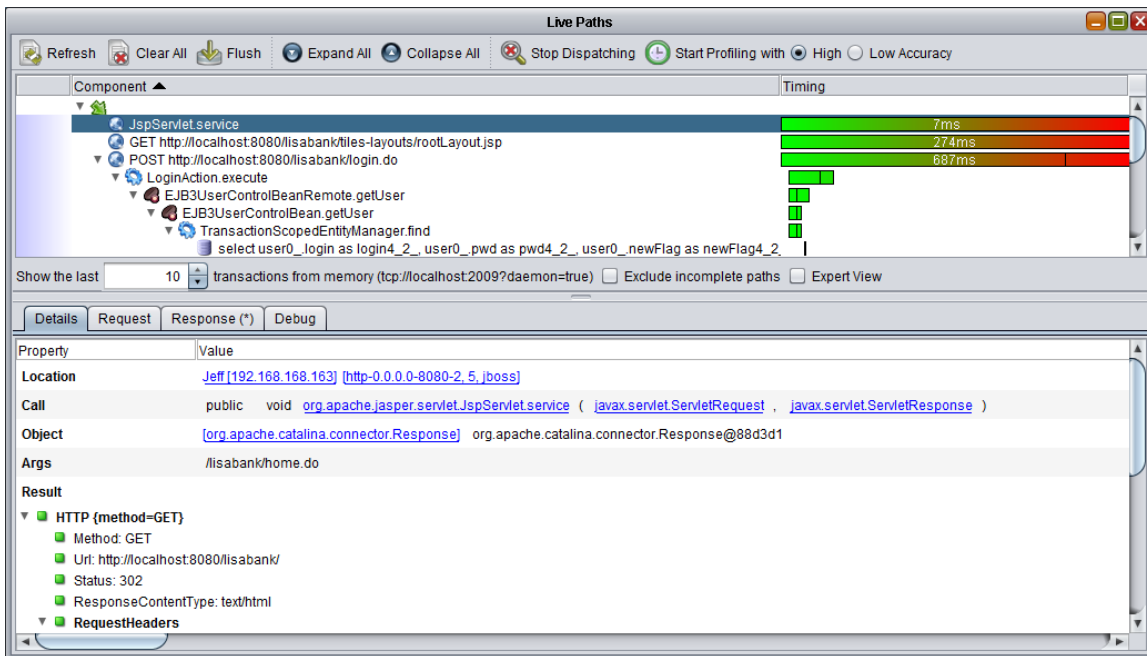 Live Paths
Refresh Clear All Flush Expand All Collapse All Stop Dispatching Start Profiling with High Low Accuracy
Component Timing
JspServlet.service 7ms
GET http://localhost:8080/lisabank/tiles-layouts/rootLayout.jsp 274ms
POST http://localhost:8080/lisabank/login.do 687ms
LoginAction.execute
EJB3UserControlBeanRemote.getUser
EJB3UserControlBean.getUser
TransactionScopedEntityManager.find
select user0_.login as login4_2_, user0_.pwd as pwd4_2_, user0_.newFlag as newFlag4_2_
Show the last 10 transactions from memory (tcp://localhost:2009?daemon=true) Exclude incomplete paths Expert View
Details Request Response (*) Debug
Property Value
Location Jeff [192.168.168.163] [http-0.0.0.0-8080-2, 5, jboss]
Call public void org.apache.jasper.servlet.JspServlet.service ( javax.servlet.ServletRequest , javax.servlet.ServletResponse )
Object [org.apache.catalina.connector.Response] org.apache.catalina.connector.Response@88d3d1
Args /lisabank/home.do
Result
HTTP {method=GET}
Method: GET
Url: http://localhost:8080/lisabank/
Status: 302
ResponseContentType: text/html
RequestHeaders